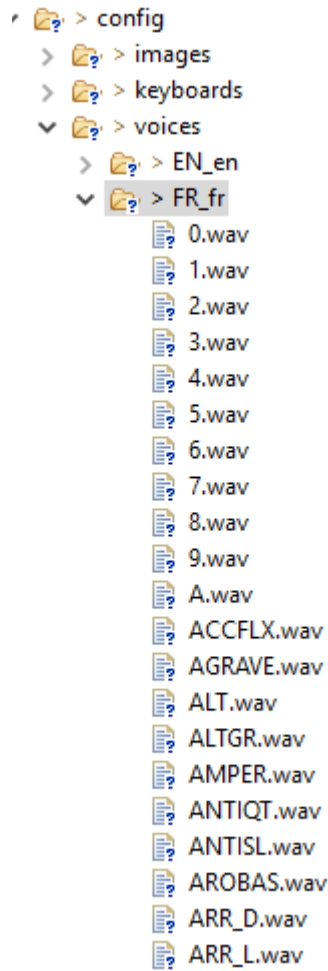 > config
> images
> keyboards
> voices
> EN_en
> FR_fr
0.wav
1.wav
2.wav
3.wav
4.wav
5.wav
6.wav
7.wav
8.wav
9.wav
A.wav
ACCFLX.wav
AGRAVE.wav
ALT.wav
ALTGR.wav
AMPER.wav
ANTIQT.wav
ANTISL.wav
AROBAS.wav
ARR_D.wav
ARR_L.wav